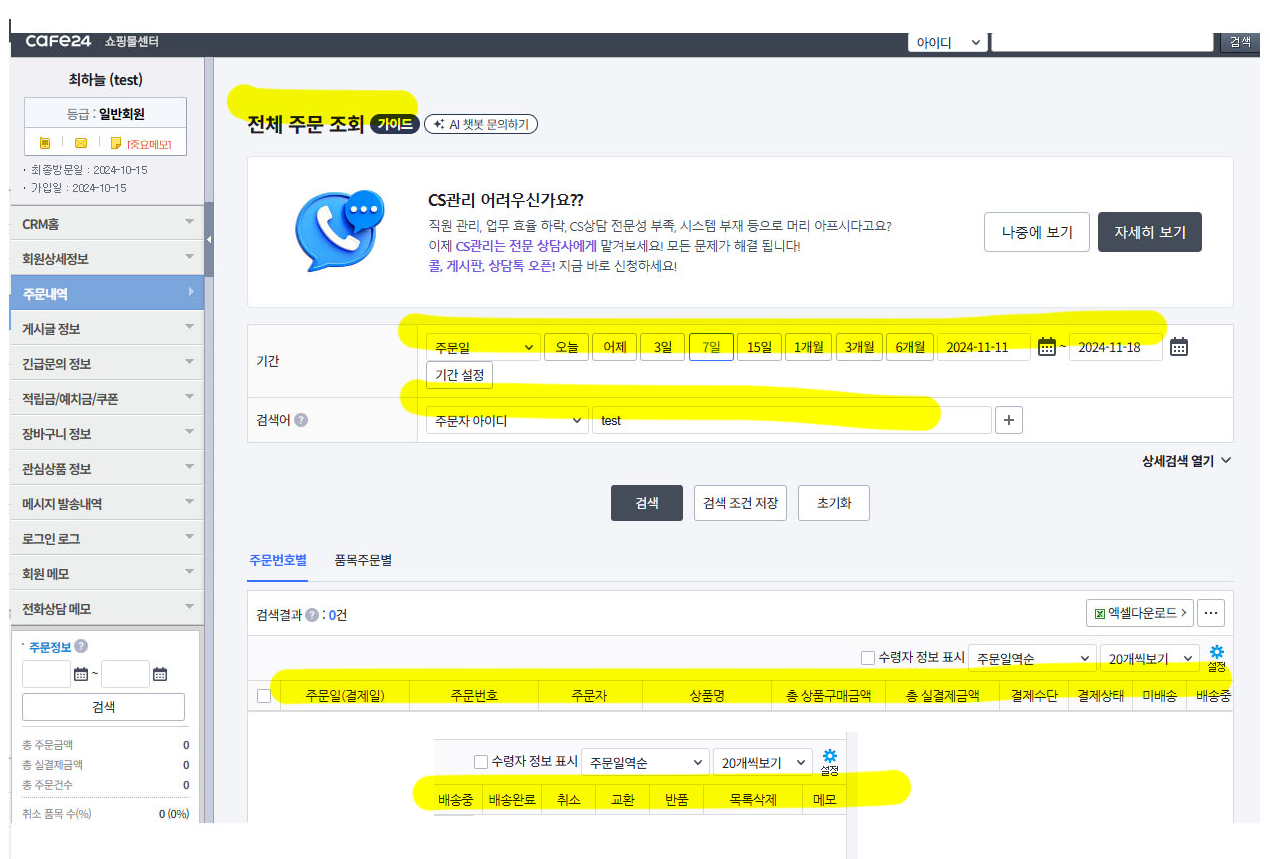 cafe24 쇼핑몰센터
아이디
검색
최하늘 (test)
등급 : 일반회원
[중요메모]
· 최종방문일 : 2024-10-15
· 가입일 : 2024-10-15
CRM홈
회원상세정보
주문내역
게시글 정보
긴급문의 정보
적립금/예치금/쿠폰
장바구니 정보
관심상품 정보
메시지 발송내역
로그인 로그
회원 메모
전화상담 메모
· 주문정보 ?
~
검색
총 주문금액 0
총 실결제금액 0
총 주문건수 0
취소 품목 수(%) 0 (0%)
전체 주문 조회 가이드 AI 챗봇 문의하기
CS관리 어려우신가요??
직원 관리, 업무 효율 하락, CS상담 전문성 부족, 시스템 부재 등으로 머리 아프시다고요?
이제 CS관리는 전문 상담사에게 맡겨보세요! 모든 문제가 해결 됩니다!
콜, 게시판, 상담톡 오픈! 지금 바로 신청하세요!
나중에 보기 자세히 보기
기간 주문일 오늘 어제 3일 7일 15일 1개월 3개월 6개월 2024-11-11 ~ 2024-11-18
기간 설정
검색어 ? 주문자 아이디 test +
상세검색 열기
검색 검색 조건 저장 초기화
주문번호별 품목주문별
검색결과 ? : 0건 엑셀다운로드 ...
수령자 정보 표시 주문일역순 20개씩보기 설정
주문일(결제일) 주문번호 주문자 상품명 총 상품구매금액 총 실결제금액 결제수단 결제상태 미배송 배송중
수령자 정보 표시 주문일역순 20개씩보기 설정
배송중 배송완료 취소 교환 반품 목록삭제 메모